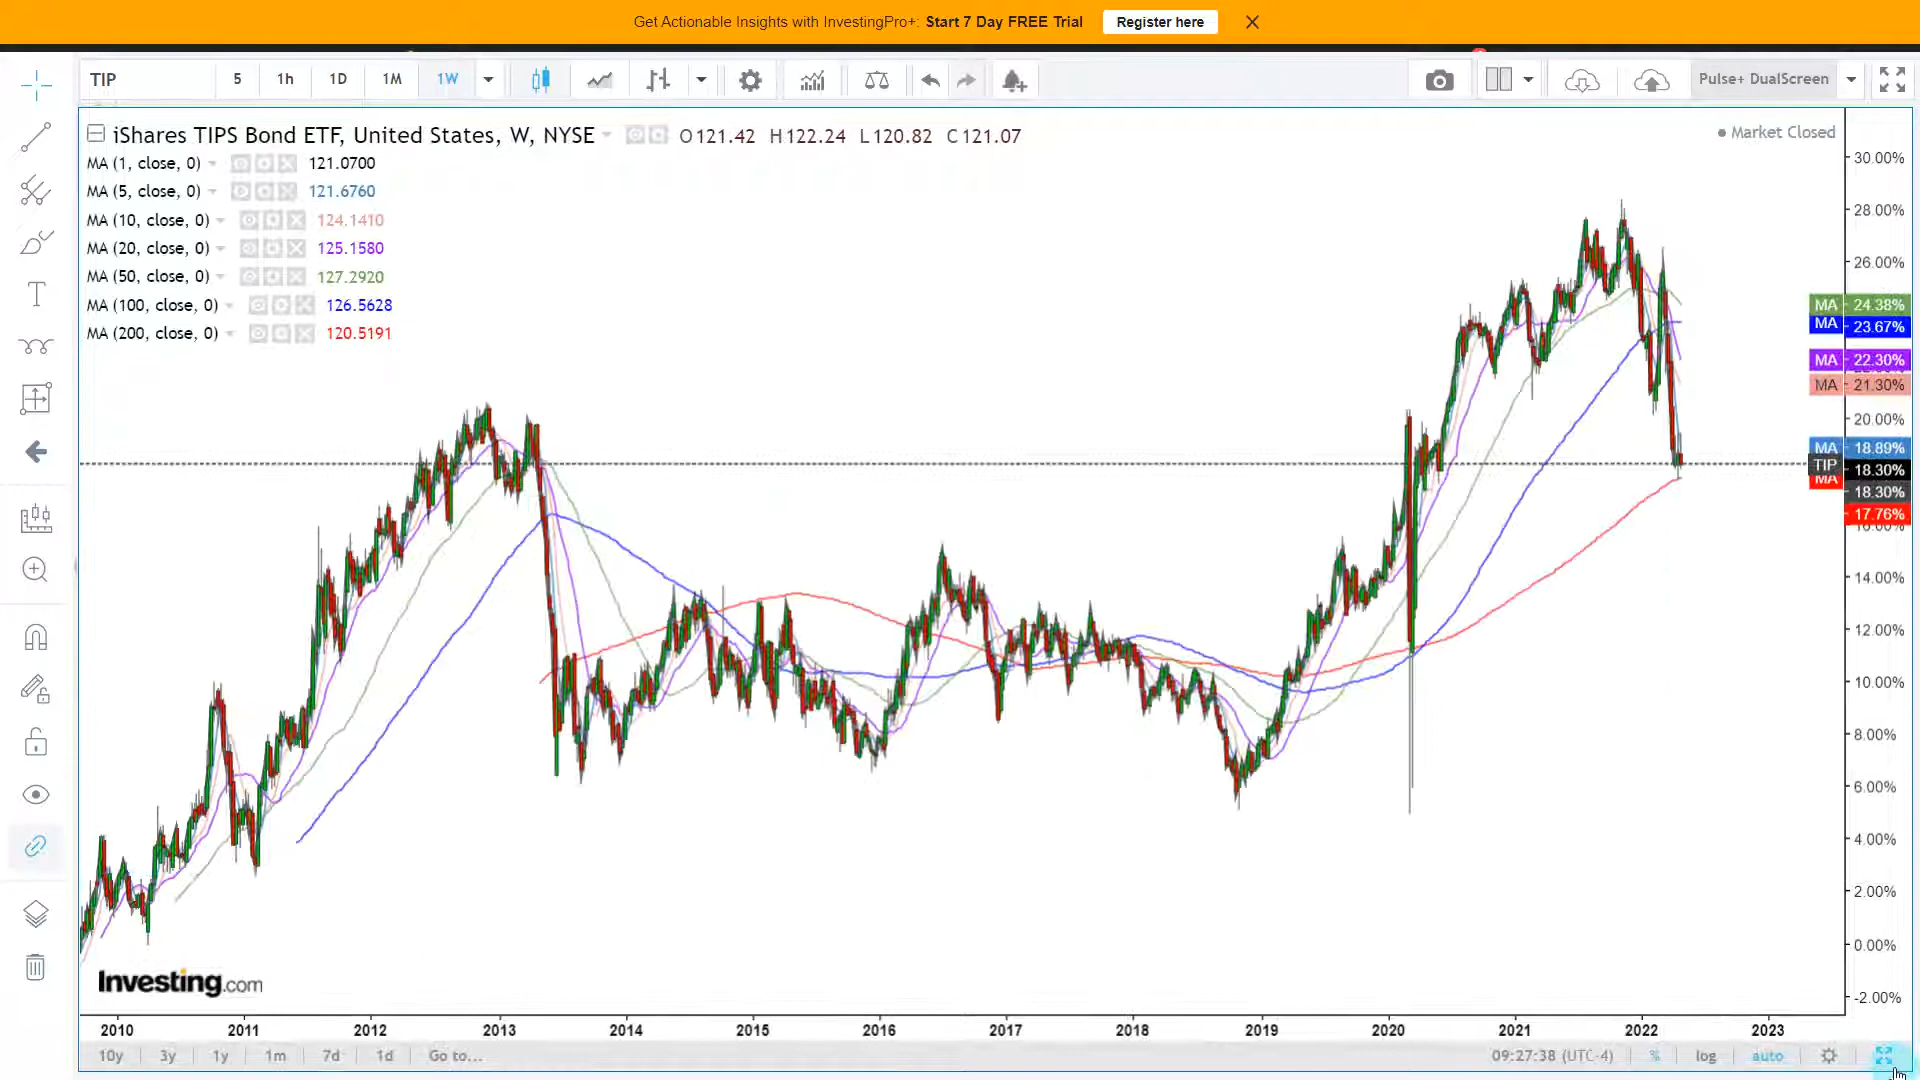 Get Actionable Insights with InvestingPro+: Start 7 Day FREE Trial Register here
TIP 5 1h 1D 1M 1W Pulse+ DualScreen
iShares TIPS Bond ETF, United States, W, NYSE O121.42 H122.24 L120.82 C121.07
Market Closed
MA (1, close, 0) 121.0700
MA (5, close, 0) 121.6760
MA (10, close, 0) 124.1410
MA (20, close, 0) 125.1580
MA (50, close, 0) 127.2920
MA (100, close, 0) 126.5628
MA (200, close, 0) 120.5191
30.00%
28.00%
26.00%
MA 24.38%
MA 23.67%
MA 22.30%
MA 21.30%
20.00%
MA 18.89%
TIP 18.30%
MA 18.30%
17.76%
16.00%
14.00%
12.00%
10.00%
8.00%
6.00%
4.00%
2.00%
0.00%
-2.00%
Investing.com
2010 2011 2012 2013 2014 2015 2016 2017 2018 2019 2020 2021 2022 2023
10y 3y 1y 1m 7d 1d Go to... 09:27:38 (UTC-4) % log auto